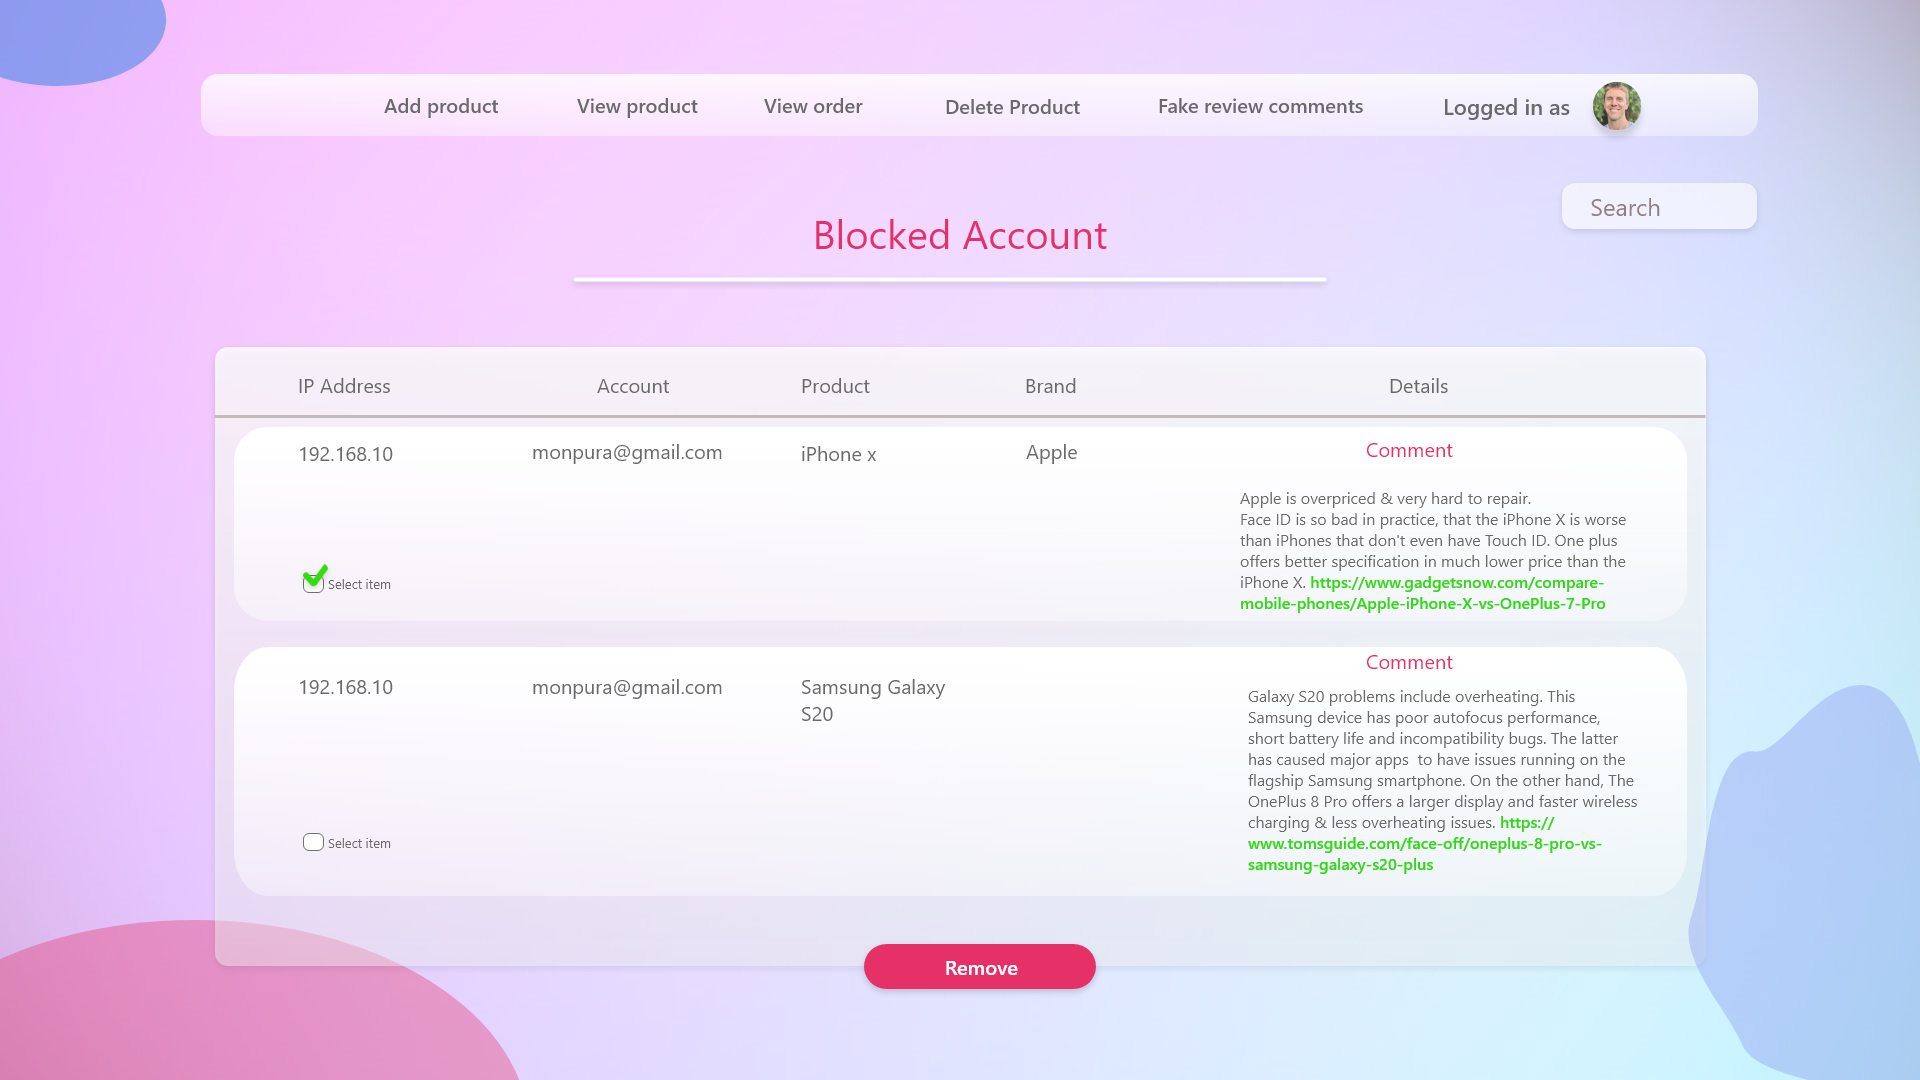 Add product View product View order Delete Product Fake review comments Logged in as
Search
Blocked Account
IP Address Account Product Brand Details
192.168.10 monpura@gmail.com iPhone x Apple Comment
Apple is overpriced & very hard to repair.
Face ID is so bad in practice, that the iPhone X is worse
than iPhones that don't even have Touch ID. One plus
offers better specification in much lower price than the
iPhone X. https://www.gadgetsnow.com/compare-
mobile-phones/Apple-iPhone-X-vs-OnePlus-7-Pro
Select item
Comment
192.168.10 monpura@gmail.com Samsung Galaxy
S20
Galaxy S20 problems include overheating. This
Samsung device has poor autofocus performance,
short battery life and incompatibility bugs. The latter
has caused major apps  to have issues running on the
flagship Samsung smartphone. On the other hand, The
OnePlus 8 Pro offers a larger display and faster wireless
charging & less overheating issues. https://
www.tomsguide.com/face-off/oneplus-8-pro-vs-
samsung-galaxy-s20-plus
Select item
Remove